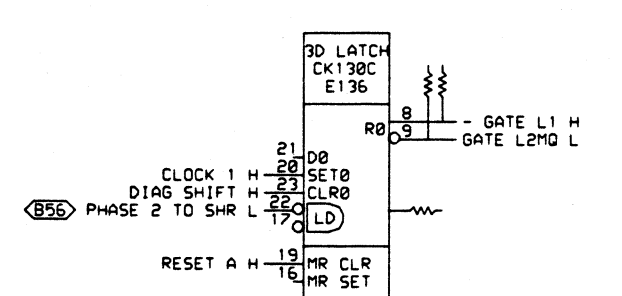 3D LATCH
CK130C
E136
8 - GATE L1 H
R0 9 GATE L2MQ L
21 D0
CLOCK 1 H 20 SET0
DIAG SHIFT H 23 CLR0
B56 PHASE 2 TO SHR L 22
17 LD
RESET A H 19 MR CLR
16 MR SET